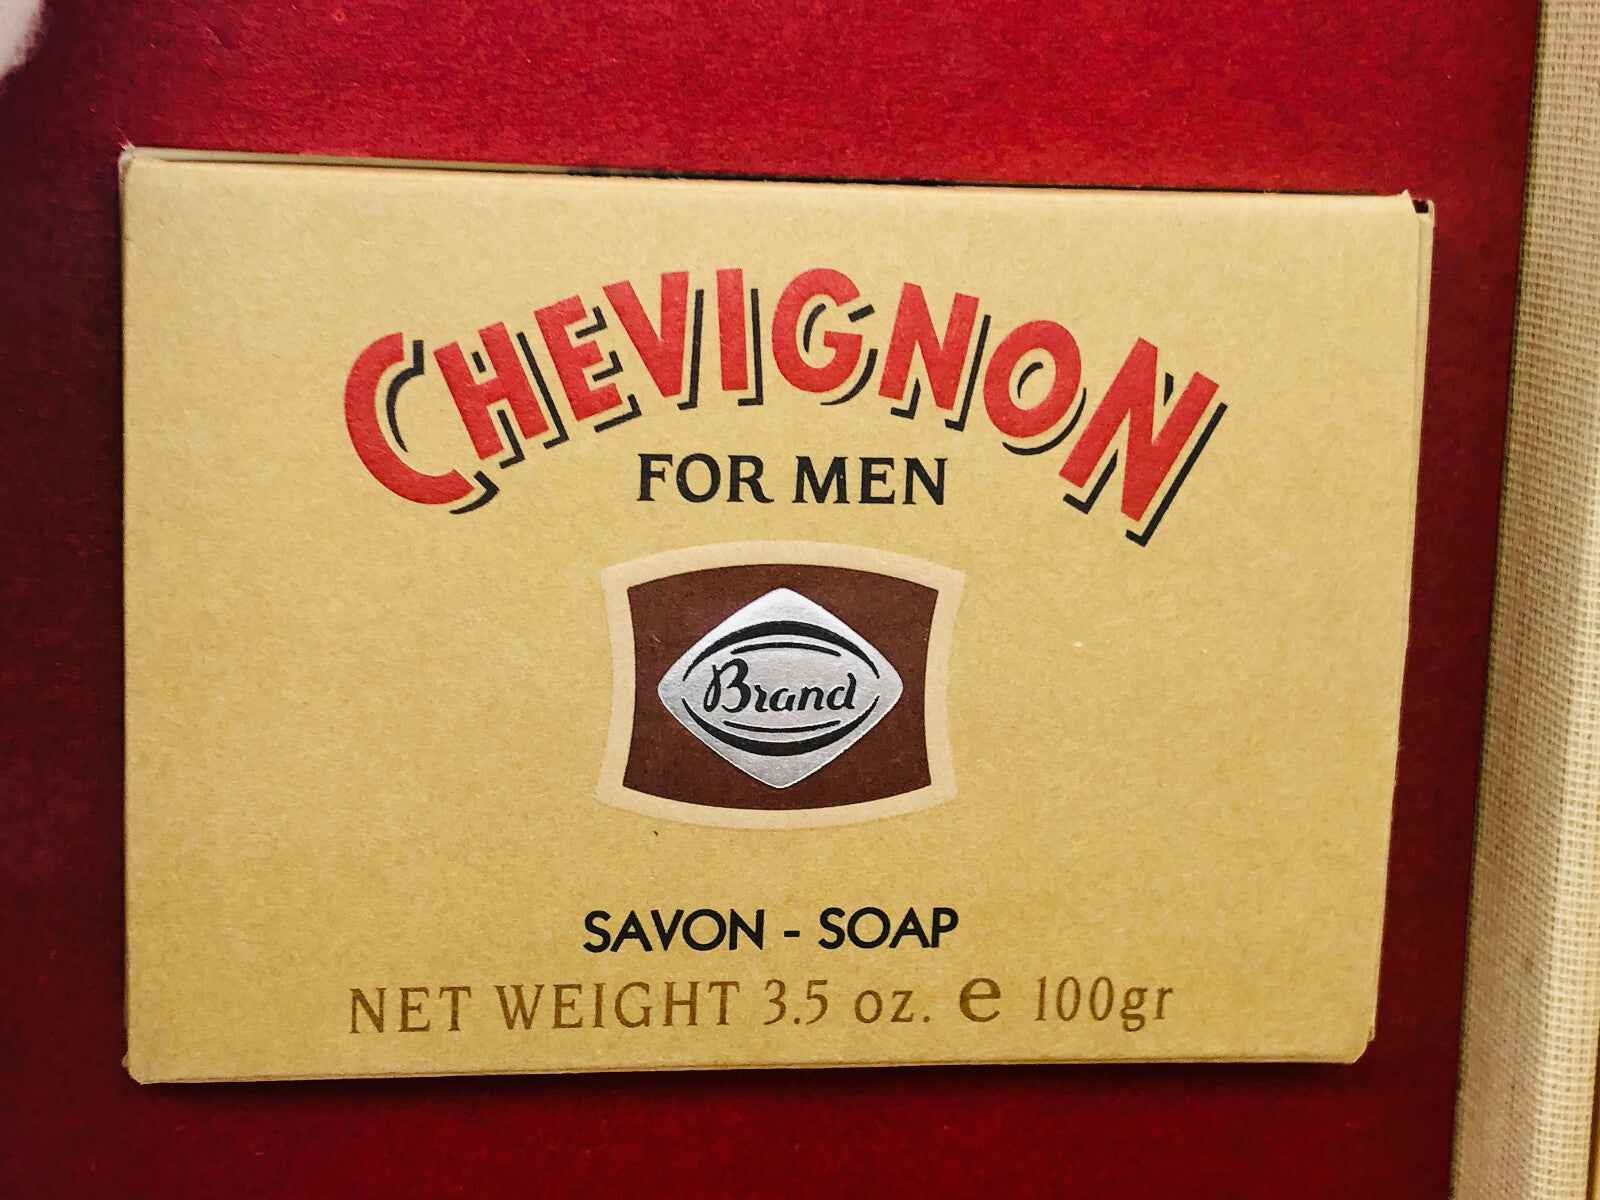 CHEVIGNON
FOR MEN
Brand
SAVON - SOAP
NET WEIGHT 3.5 oz. e 100gr